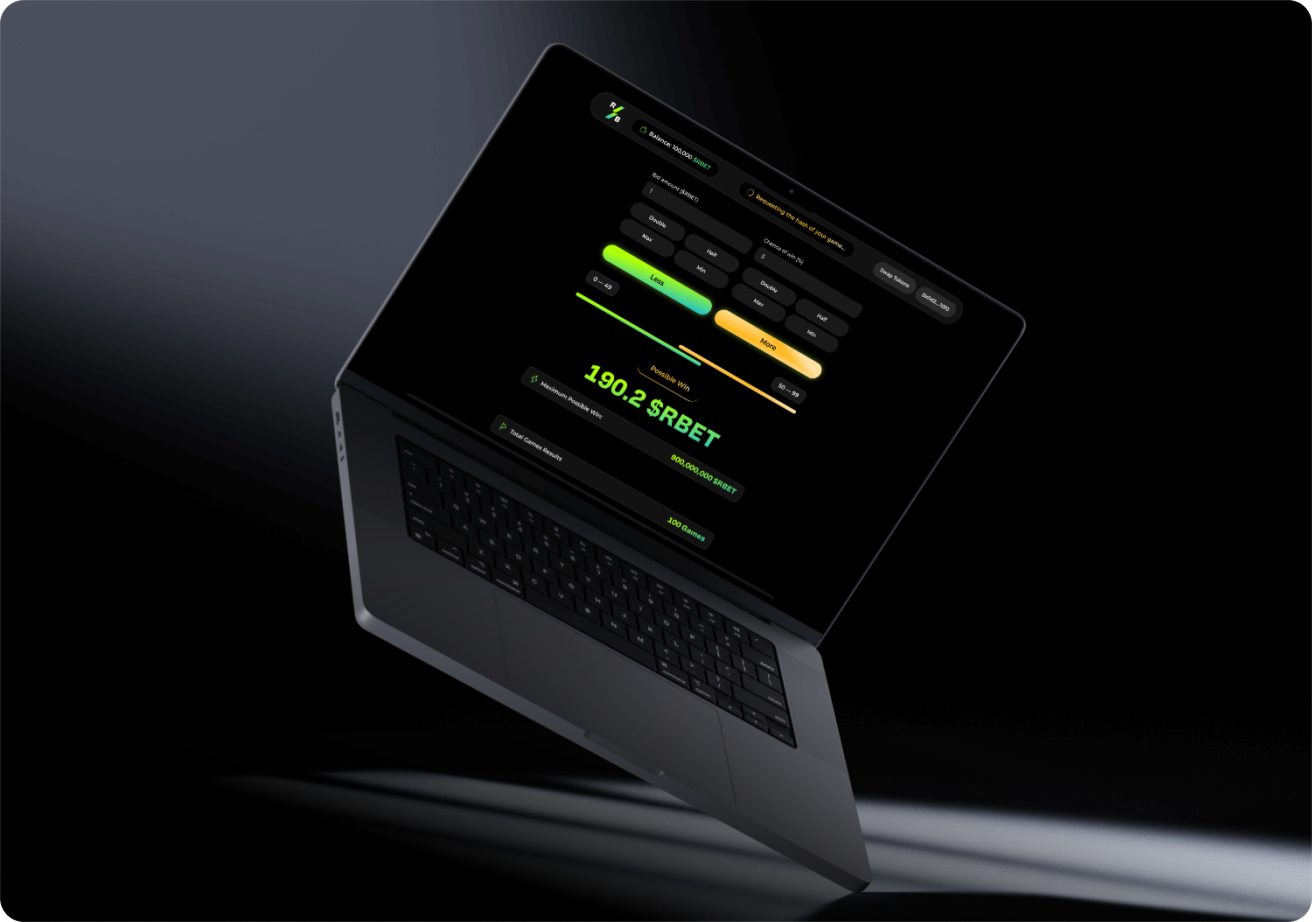 R
B
Balance: 100,000 $RBET
Requesting the hash of your game...
Swap Tokens
Bid amount ($RBET)
1
Double
Half
Max
Min
Chance of win (%)
Double
Half
Max
Min
Less
More
0 — 49
50 — 99
Possible Win
190.2 $RBET
Maximum Possible Win:
900,000,000 $RBET
Total Games Results
100 Games